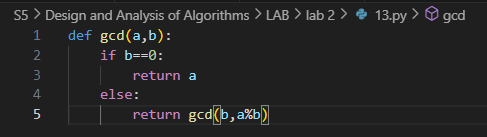 S5 > Design and Analysis of Algorithms > LAB > lab 2 > 13.py > gcd
1 def gcd(a,b):
2     if b==0:
3         return a
4     else:
5         return gcd(b,a%b)